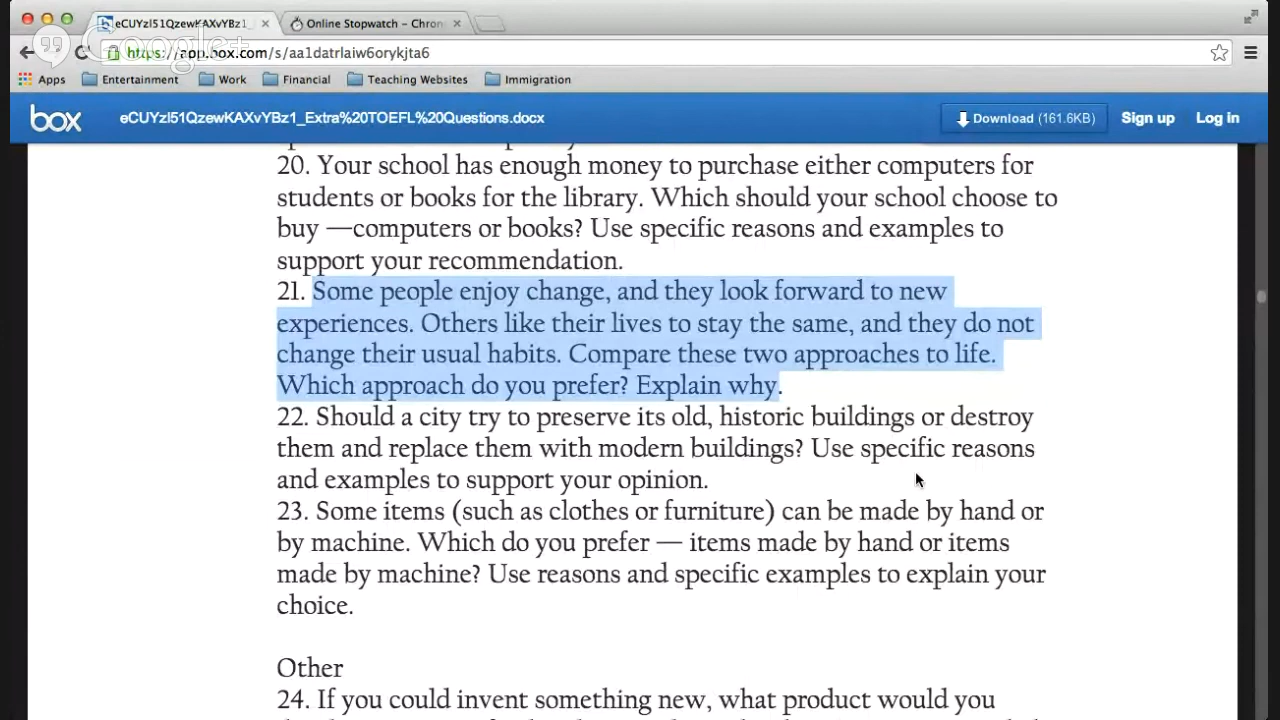 eCUYzl51QzewKAXvYBz1_
Online Stopwatch – Chron
Google+
https://app.box.com/s/aa1datrlaiw6orykjta6
Apps Entertainment Work Financial Teaching Websites Immigration
box eCUYzl51QzewKAXvYBz1_Extra%20TOEFL%20Questions.docx Download (161.6KB) Sign up Log in
20. Your school has enough money to purchase either computers for
students or books for the library. Which should your school choose to
buy —computers or books? Use specific reasons and examples to
support your recommendation.
21. Some people enjoy change, and they look forward to new
experiences. Others like their lives to stay the same, and they do not
change their usual habits. Compare these two approaches to life.
Which approach do you prefer? Explain why.
22. Should a city try to preserve its old, historic buildings or destroy
them and replace them with modern buildings? Use specific reasons
and examples to support your opinion.
23. Some items (such as clothes or furniture) can be made by hand or
by machine. Which do you prefer — items made by hand or items
made by machine? Use reasons and specific examples to explain your
choice.
Other
24. If you could invent something new, what product would you